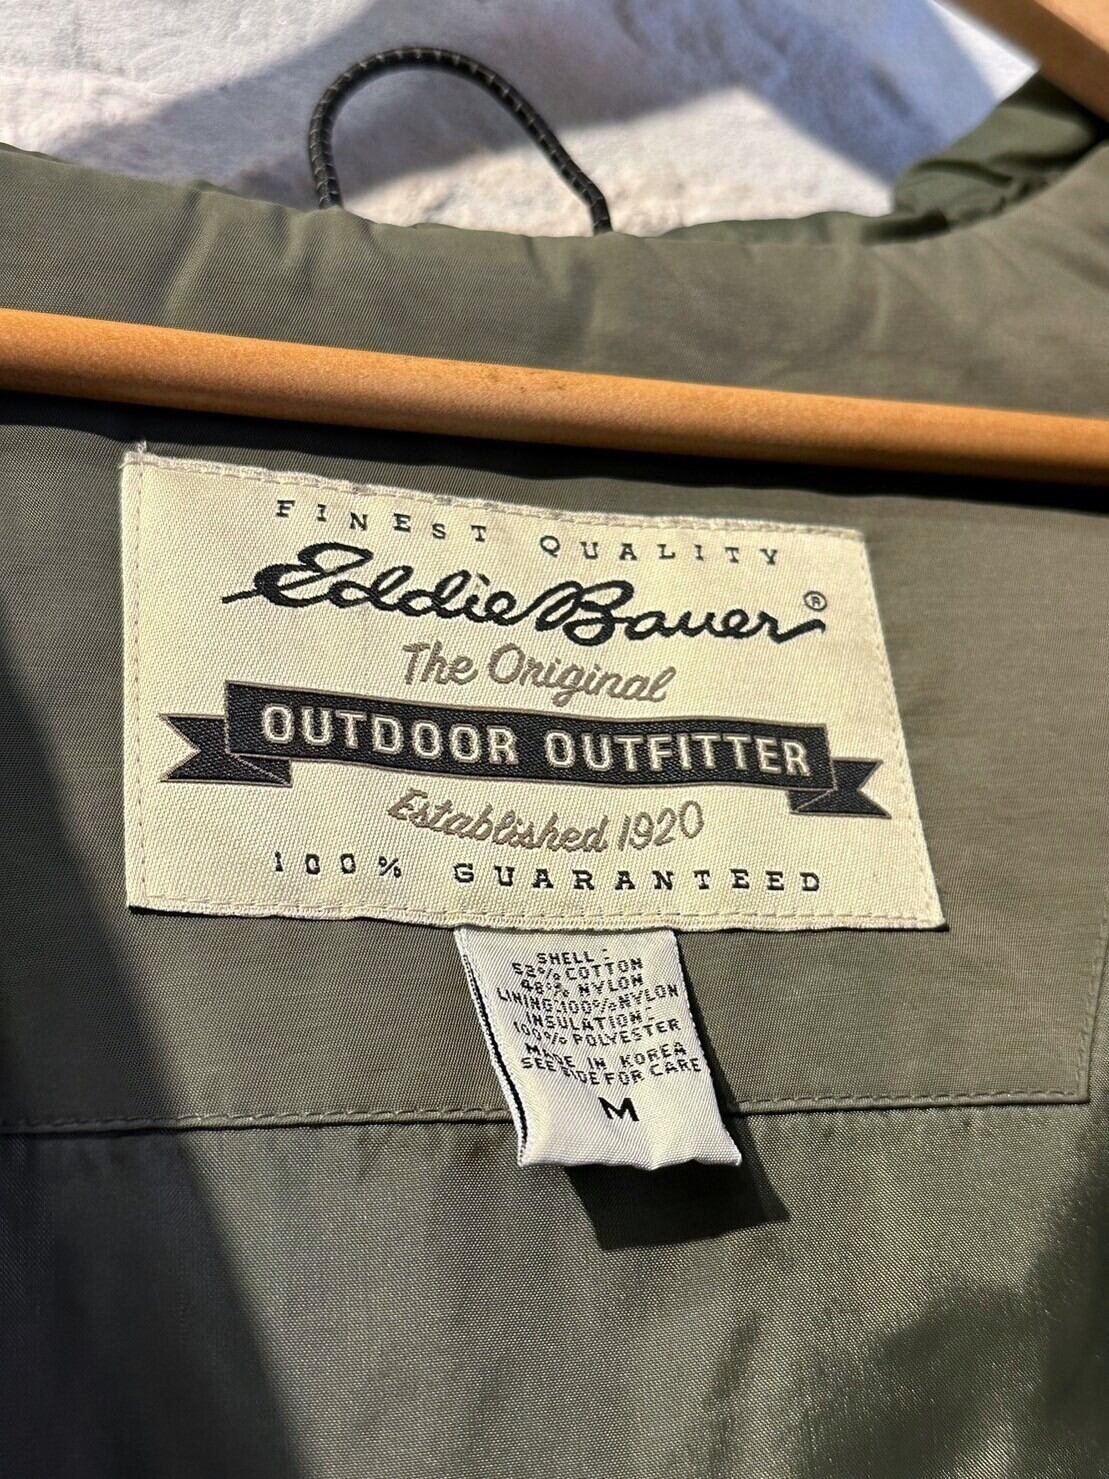 FINEST QUALITY
Eddie Bauer®
The Original
OUTDOOR OUTFITTER
Established 1920
100% GUARANTEED
SHELL:
52% COTTON
48% NYLON
LINING:100%NYLON
INSULATION:
100% POLYESTER
MADE IN KOREA
SEE SIDE FOR CARE
M